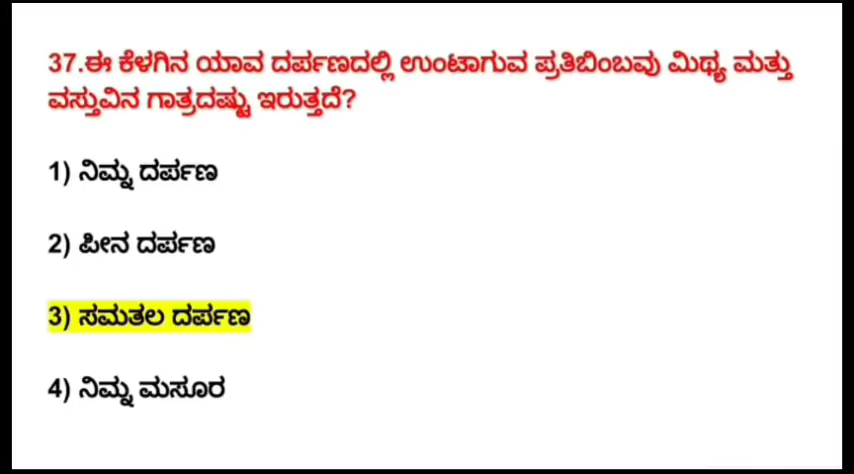 37.ಈ ಕೆಳಗಿನ ಯಾವ ದರ್ಪಣದಲ್ಲಿ ಉಂಟಾಗುವ ಪ್ರತಿಬಿಂಬವು ಮಿಥ್ಯ ಮತ್ತು
ವಸ್ತುವಿನ ಗಾತ್ರದಷ್ಟು ಇರುತ್ತದೆ?
1) ನಿಮ್ನ ದರ್ಪಣ
2) ಪೀನ ದರ್ಪಣ
3) ಸಮತಲ ದರ್ಪಣ
4) ನಿಮ್ನ ಮಸೂರ